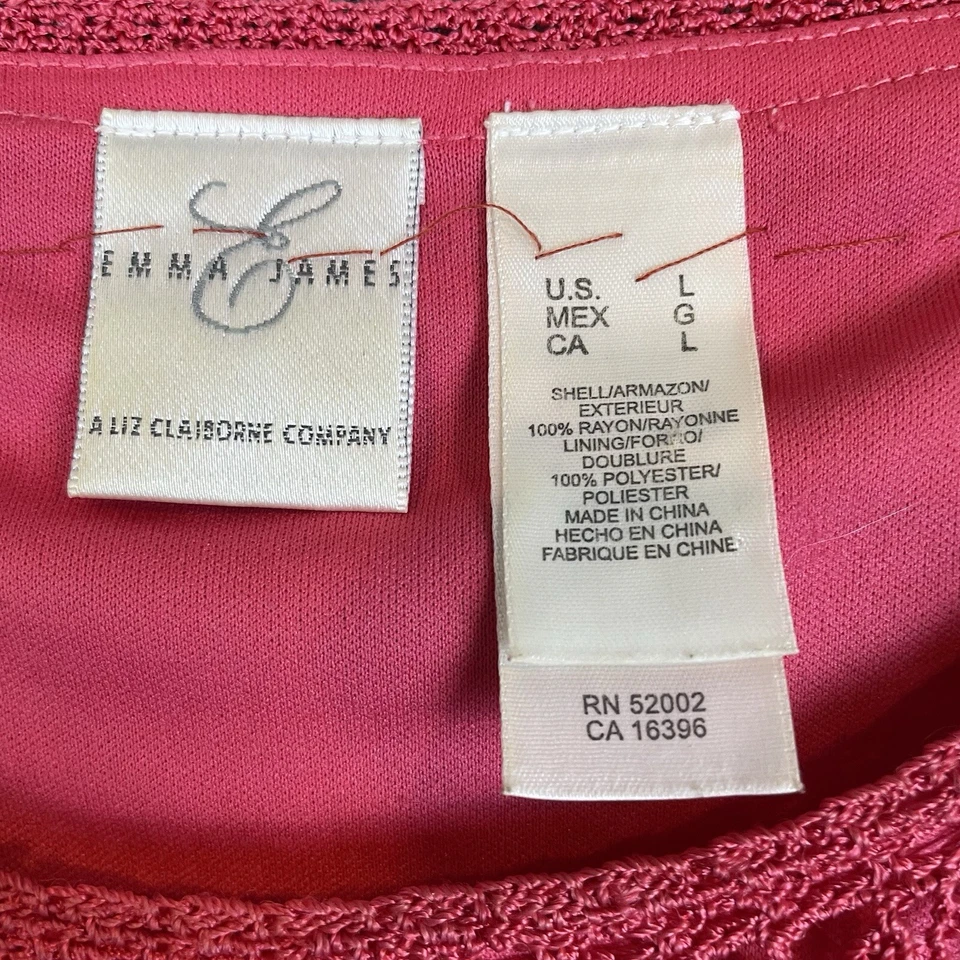 E
EMMA JAMES
A LIZ CLAIBORNE COMPANY
U.S. L
MEX G
CA L
SHELL/ARMAZON/
EXTERIEUR
100% RAYON/RAYONNE
LINING/FORRO/
DOUBLURE
100% POLYESTER/
POLIESTER
MADE IN CHINA
HECHO EN CHINA
FABRIQUE EN CHINE
RN 52002
CA 16396